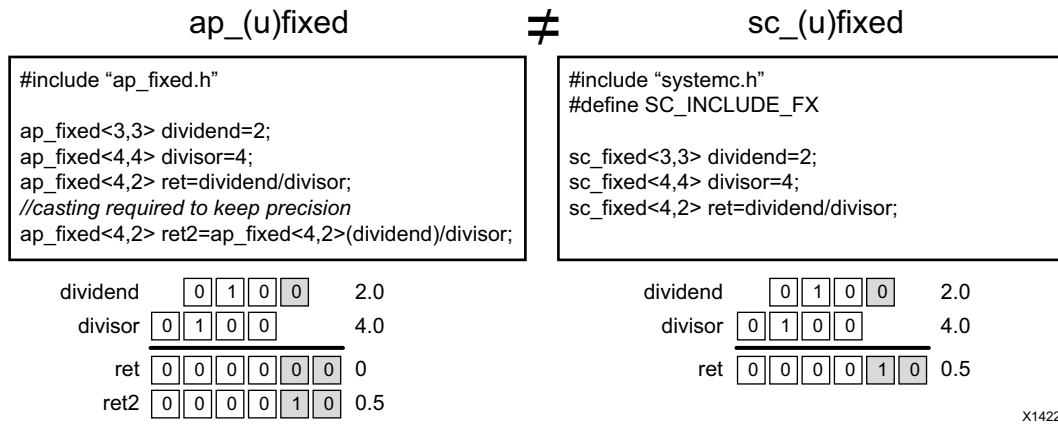 ap_(u)fixed ≠ sc_(u)fixed
#include “ap_fixed.h”
ap_fixed<3,3> dividend=2;
ap_fixed<4,4> divisor=4;
ap_fixed<4,2> ret=dividend/divisor;
//casting required to keep precision
ap_fixed<4,2> ret2=ap_fixed<4,2>(dividend)/divisor;
#include “systemc.h”
#define SC_INCLUDE_FX
sc_fixed<3,3> dividend=2;
sc_fixed<4,4> divisor=4;
sc_fixed<4,2> ret=dividend/divisor;
dividend 0 1 0 0 2.0
divisor 0 1 0 0 4.0
ret 0 0 0 0 0 0 0
ret2 0 0 0 0 1 0 0.5
dividend 0 1 0 0 2.0
divisor 0 1 0 0 4.0
ret 0 0 0 0 1 0 0.5
X1422